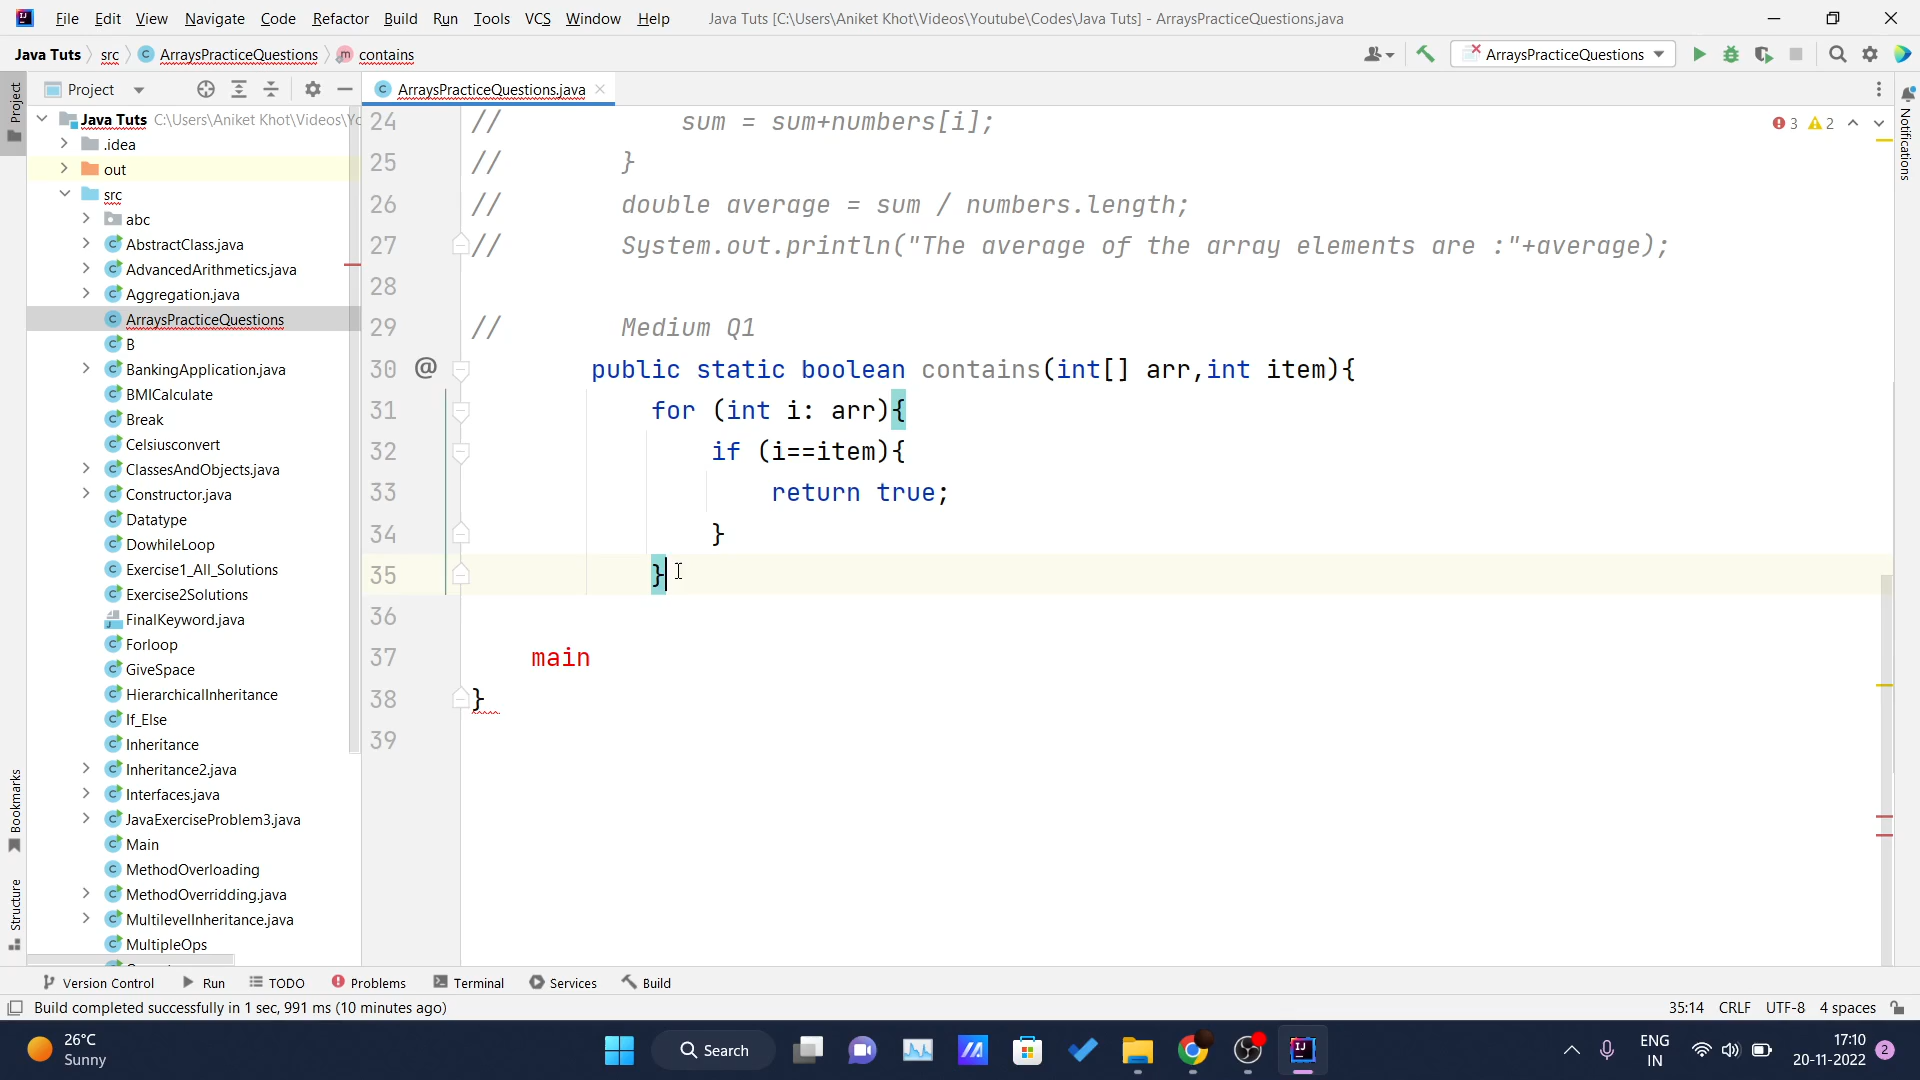 File Edit View Navigate Code Refactor Build Run Tools VCS Window Help Java Tuts [C:\Users\Aniket Khot\Videos\Youtube\Codes\Java Tuts] - ArraysPracticeQuestions.java
Java Tuts src ArraysPracticeQuestions contains ArraysPracticeQuestions
Project ArraysPracticeQuestions.java
Project
Java Tuts C:\Users\Aniket Khot\Videos\Yo
.idea
out
src
abc
AbstractClass.java
AdvancedArithmetics.java
Aggregation.java
ArraysPracticeQuestions
B
BankingApplication.java
BMICalculate
Break
Celsiusconvert
ClassesAndObjects.java
Constructor.java
Datatype
DowhileLoop
Exercise1_All_Solutions
Exercise2Solutions
FinalKeyword.java
Forloop
GiveSpace
HierarchicalInheritance
If_Else
Inheritance
Inheritance2.java
Interfaces.java
JavaExerciseProblem3.java
Main
MethodOverloading
MethodOverridding.java
MultilevelInheritance.java
MultipleOps
Bookmarks
Structure
24 // sum = sum+numbers[i];
25 // }
26 // double average = sum / numbers.length;
27 // System.out.println("The average of the array elements are :"+average);
28
29 // Medium Q1
30 @ public static boolean contains(int[] arr,int item){
31 for (int i: arr){
32 if (i==item){
33 return true;
34 }
35 }
36
37 main
38 }
39
3 2
Notifications
Version Control Run TODO Problems Terminal Services Build
Build completed successfully in 1 sec, 991 ms (10 minutes ago) 35:14 CRLF UTF-8 4 spaces
26°C
Sunny
Search
ENG
IN
17:10
20-11-2022
2